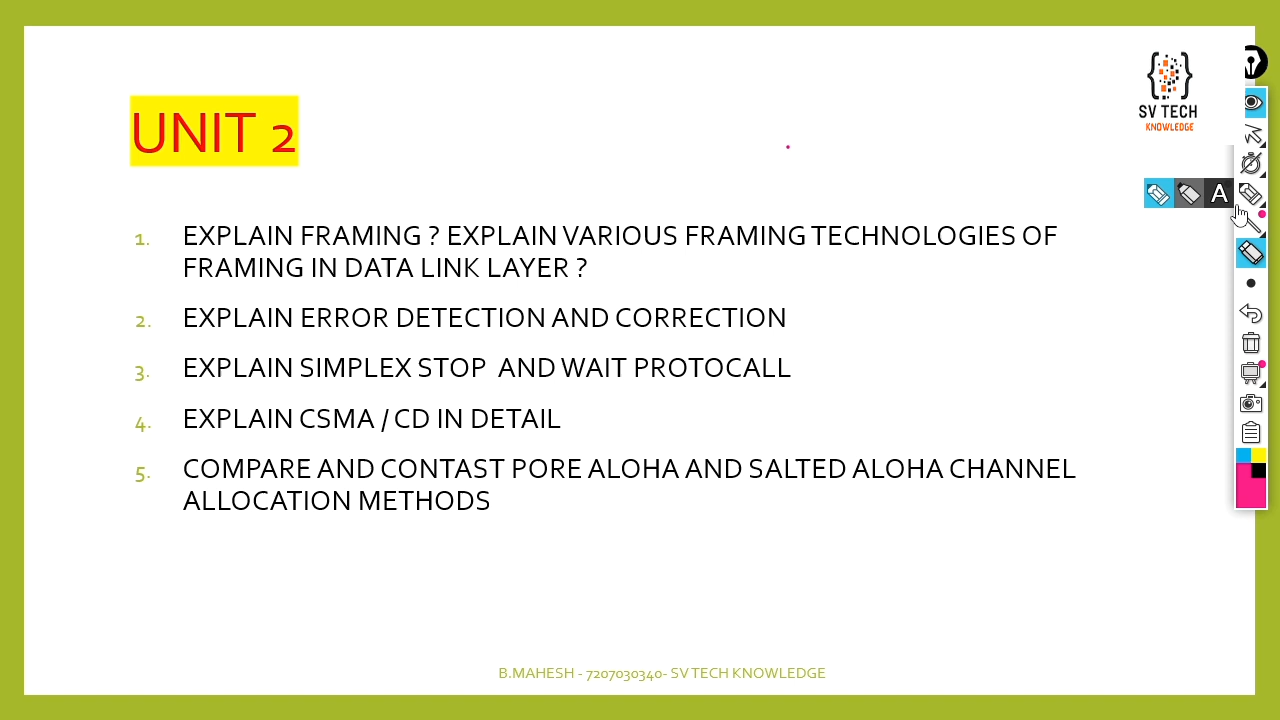 SV TECH
KNOWLEDGE
UNIT 2
A
1. EXPLAIN FRAMING ? EXPLAIN VARIOUS FRAMING TECHNOLOGIES OF
FRAMING IN DATA LINK LAYER ?
2. EXPLAIN ERROR DETECTION AND CORRECTION
3. EXPLAIN SIMPLEX STOP AND WAIT PROTOCALL
4. EXPLAIN CSMA / CD IN DETAIL
5. COMPARE AND CONTAST PORE ALOHA AND SALTED ALOHA CHANNEL
ALLOCATION METHODS
B.MAHESH - 7207030340- SV TECH KNOWLEDGE